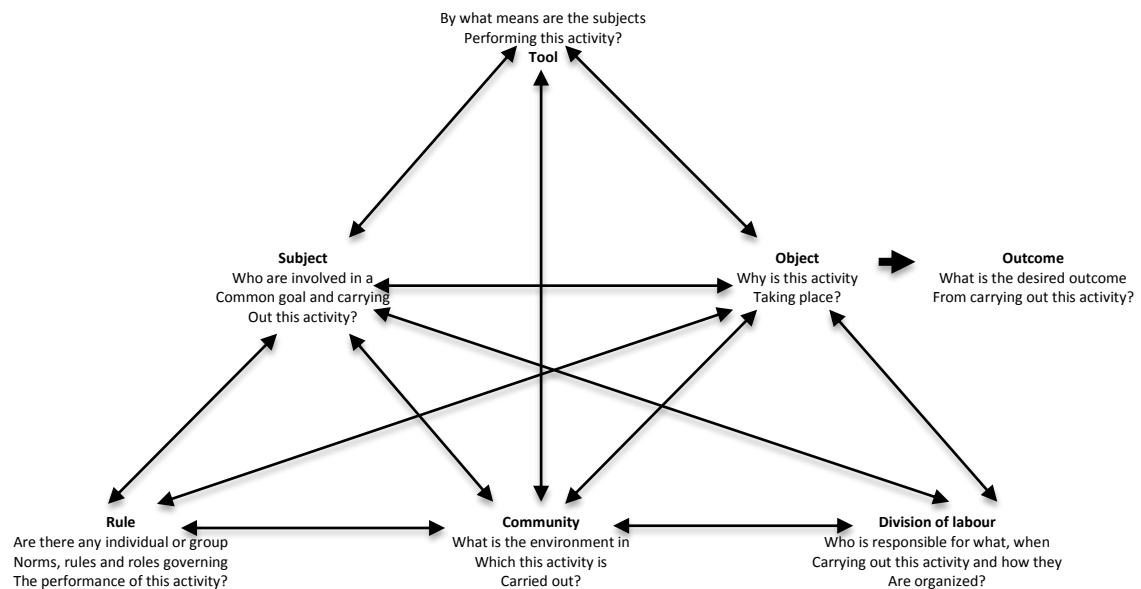 By what means are the subjects
Performing this activity?
Tool
Subject
Who are involved in a
Common goal and carrying
Out this activity?
Object
Why is this activity
Taking place?
Outcome
What is the desired outcome
From carrying out this activity?
Rule
Are there any individual or group
Norms, rules and roles governing
The performance of this activity?
Community
What is the environment in
Which this activity is
Carried out?
Division of labour
Who is responsible for what, when
Carrying out this activity and how they
Are organized?